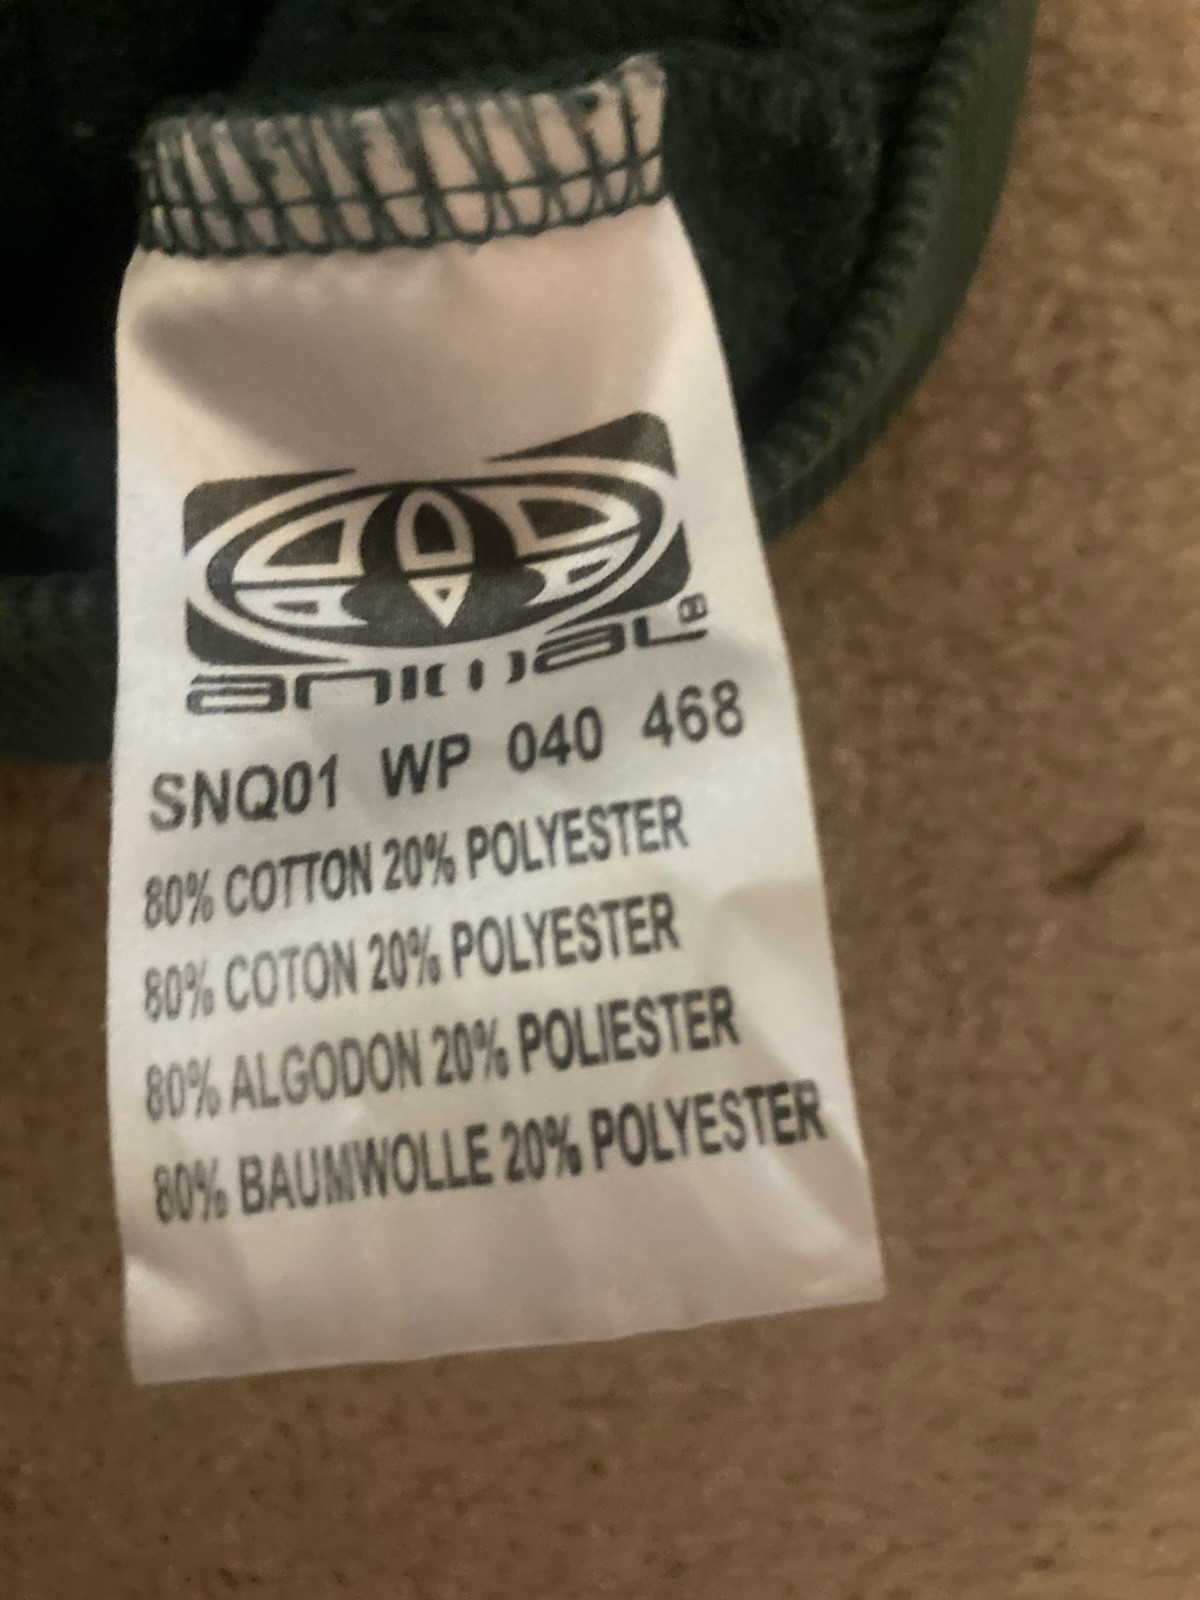 animal®
SNQ01 WP 040 468
80% COTTON 20% POLYESTER
80% COTON 20% POLYESTER
80% ALGODON 20% POLIESTER
80% BAUMWOLLE 20% POLYESTER